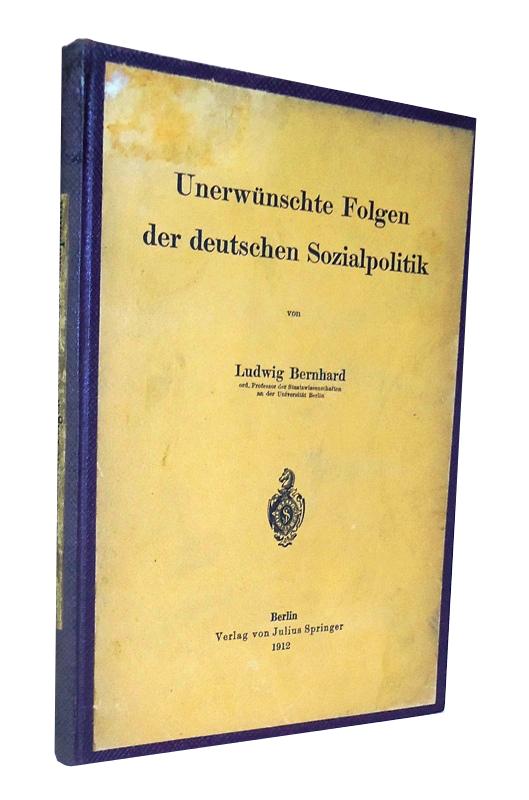 Unerwünschte Folgen
der deutschen Sozialpolitik
von
Ludwig Bernhard
ord. Professor der Staatswissenschaften
an der Universität Berlin
Berlin
Verlag von Julius Springer
1912